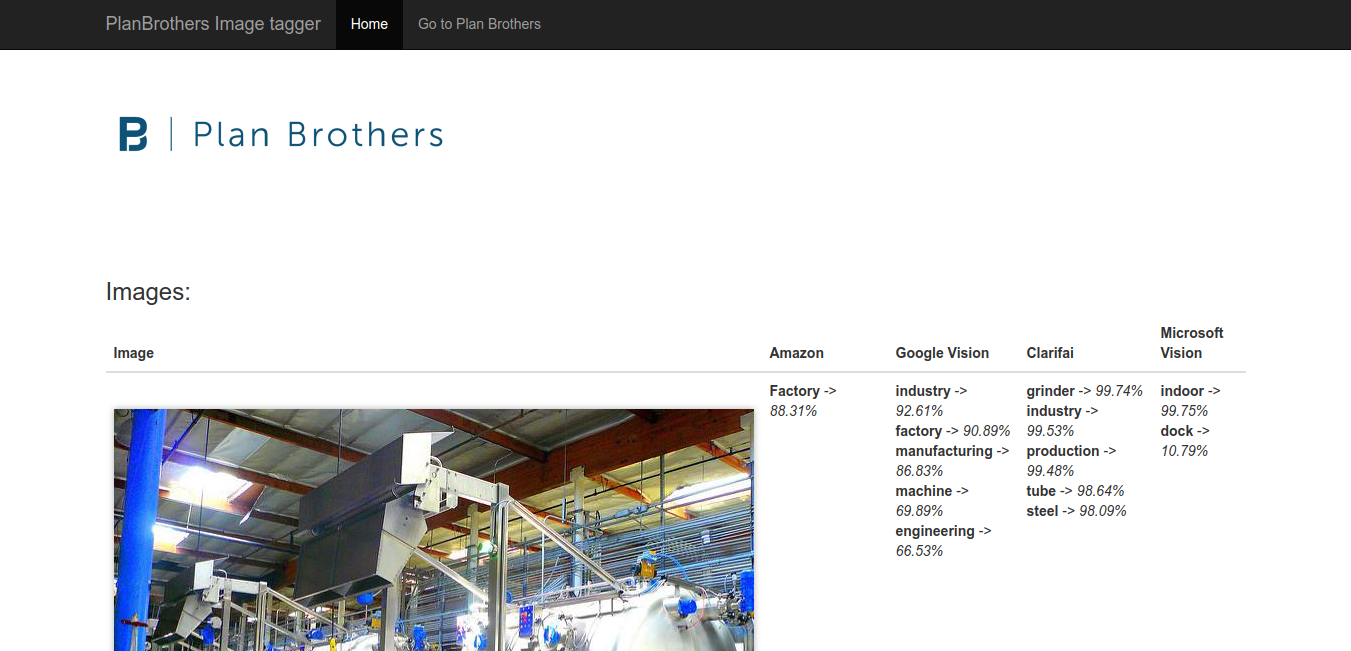 PlanBrothers Image tagger Home Go to Plan Brothers
B | Plan Brothers
Images:
Image
Amazon
Google Vision
Clarifai
Microsoft
Vision
Factory ->
88.31%
industry ->
92.61%
factory -> 90.89%
manufacturing ->
86.83%
machine ->
69.89%
engineering ->
66.53%
grinder -> 99.74%
industry ->
99.53%
production ->
99.48%
tube -> 98.64%
steel -> 98.09%
indoor ->
99.75%
dock ->
10.79%